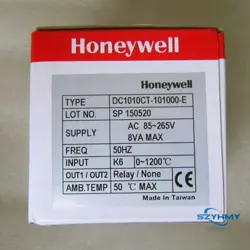 Honeywell
Honeywell
TYPE DC1010CT-101000-E
LOT NO. SP 150520
SUPPLY AC 85~265V
8VA MAX
FREQ 50HZ
INPUT K6 0~1200℃
OUT1 / OUT2 Relay / None
AMB.TEMP 50 ℃ MAX
Made In Taiwan
SZYHMY